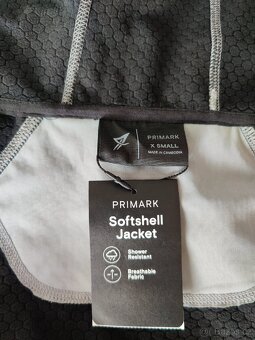 PRIMARK
X SMALL
MADE IN CAMBODIA
PRIMARK
Softshell
Jacket
Shower
Resistant
Breathable
Fabric